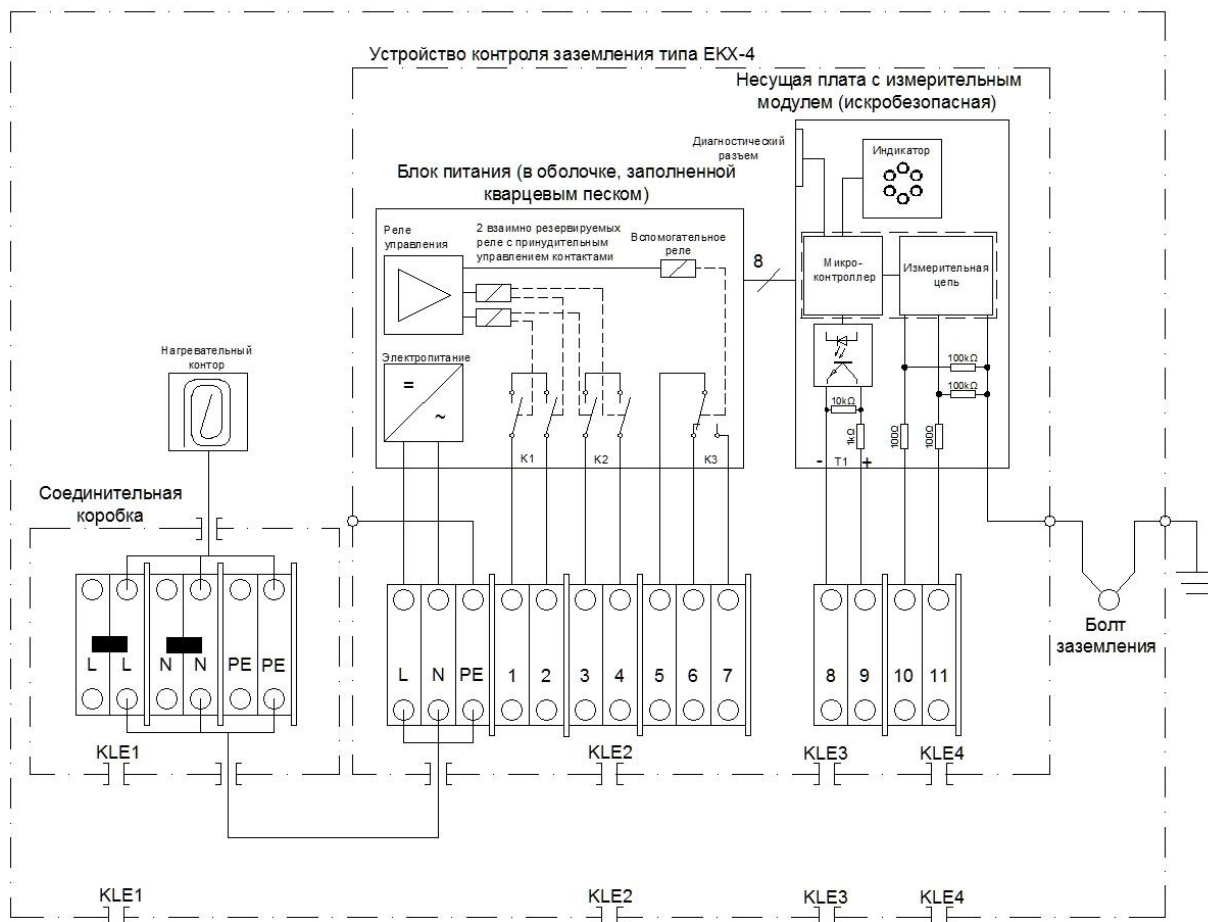 Устройство контроля заземления типа EKX-4
Несущая плата с измерительным
модулем (искробезопасная)
Диагностический
разъем
Индикатор
Блок питания (в оболочке, заполненной
кварцевым песком)
Реле
управления
2 взаимно резервируемых
реле с принудительным
управлением контактами
Вспомогательное
реле
8
Микро-
контроллер
Измерительная
цепь
Нагревательный
контор
Электропитание
=
~
K1
K2
K3
100kΩ
100kΩ
10kΩ
1kΩ
100Ω
100Ω
- T1 +
Соединительная
коробка
L L N N PE PE
L N PE 1 2 3 4 5 6 7
8 9 10 11
Болт
заземления
KLE1
KLE2
KLE3
KLE4
KLE1
KLE2
KLE3
KLE4